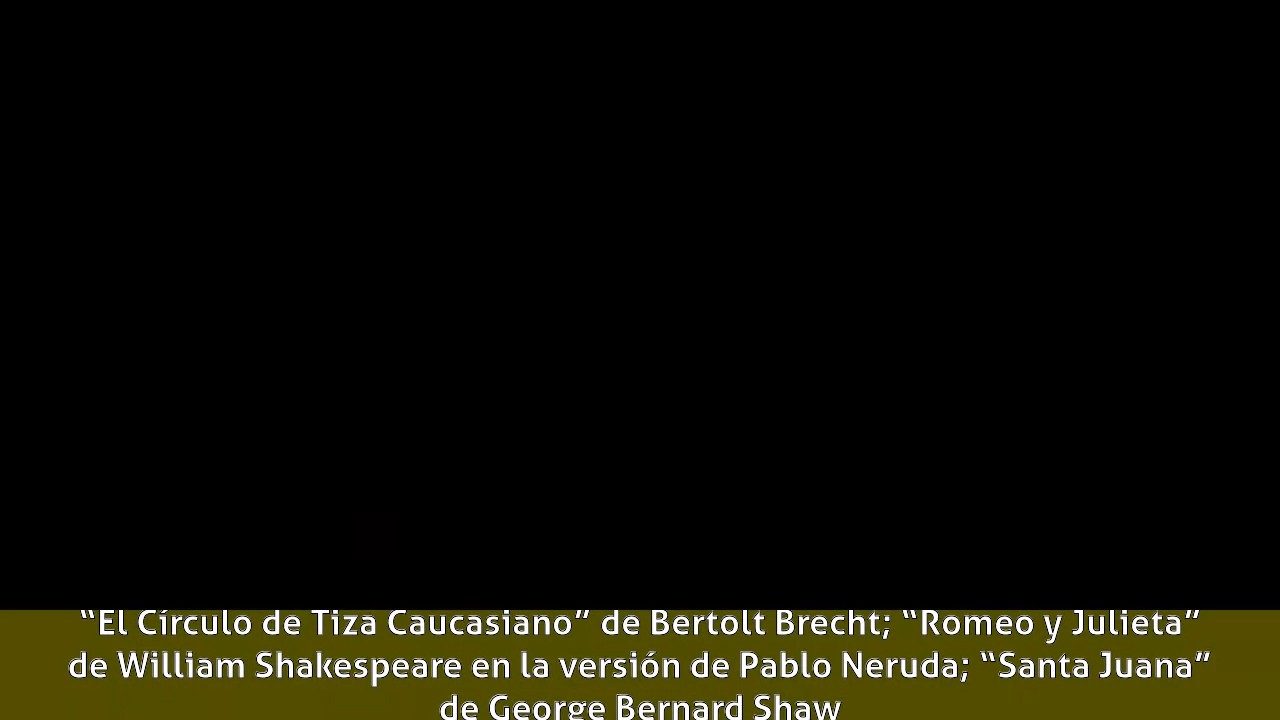 “El Círculo de Tiza Caucasiano” de Bertolt Brecht; “Romeo y Julieta”
de William Shakespeare en la versión de Pablo Neruda; “Santa Juana”
de George Bernard Shaw